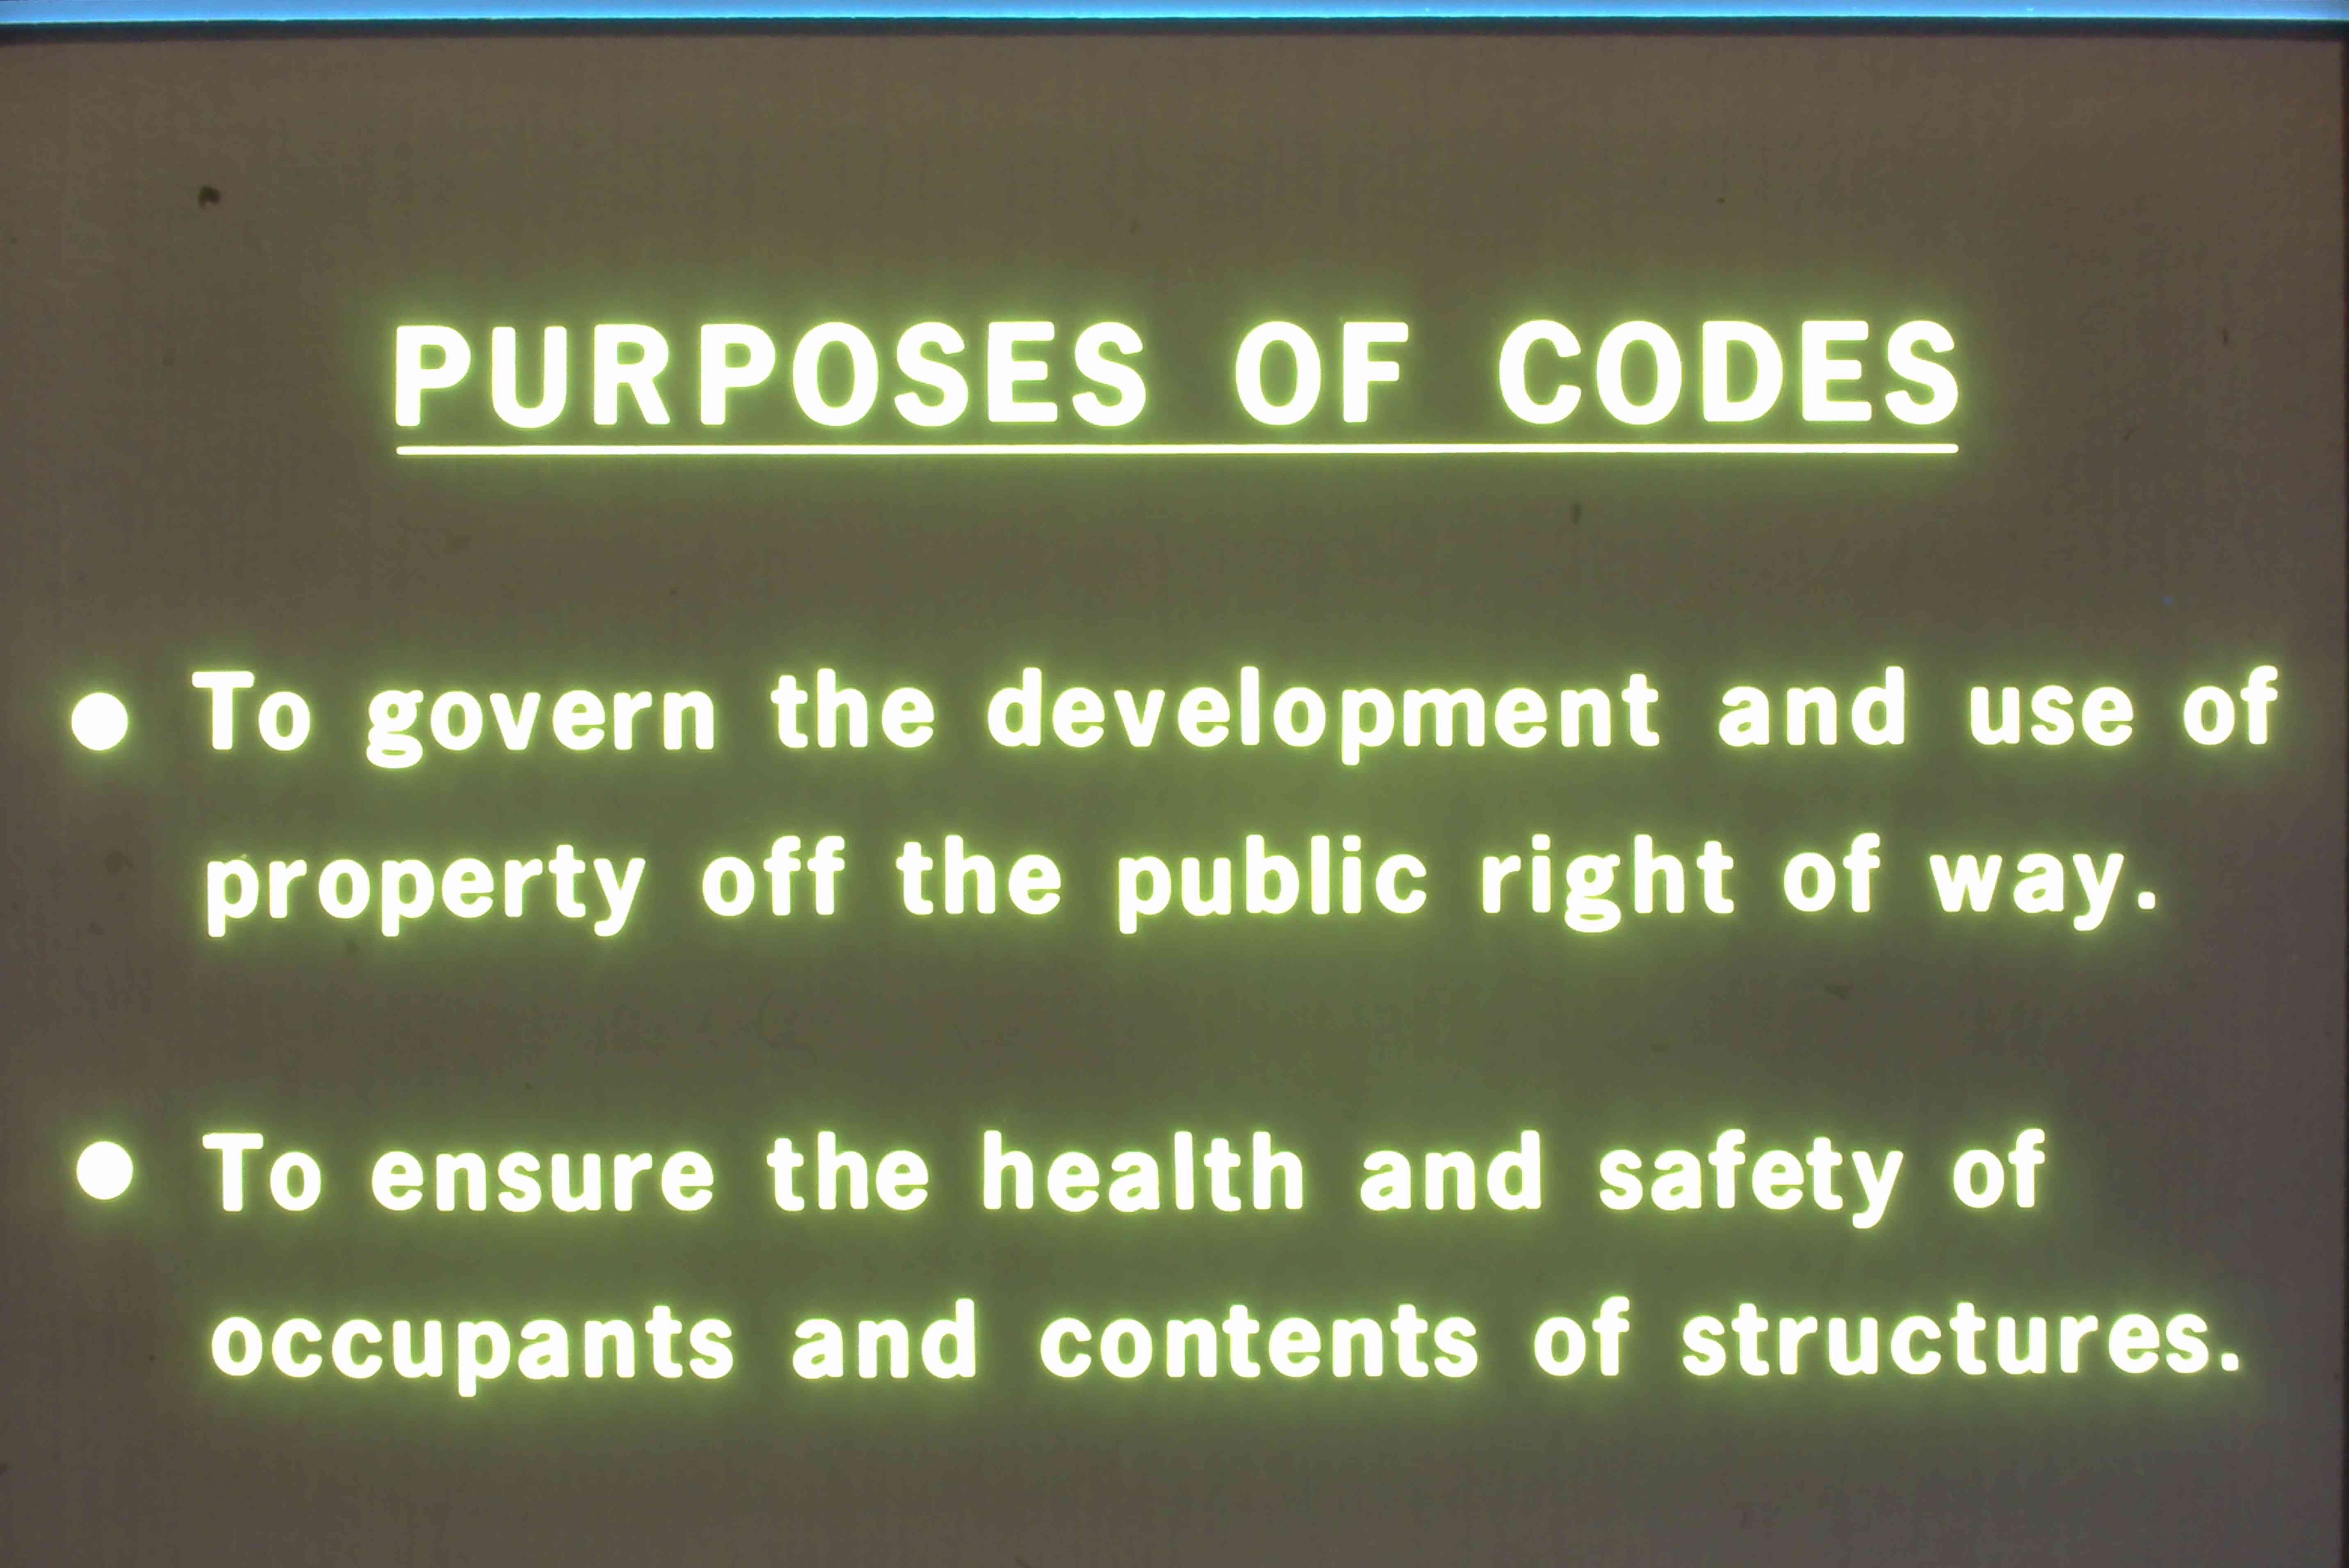 PURPOSES OF CODES
● To govern the development and use of
property off the public right of way.
● To ensure the health and safety of
occupants and contents of structures.